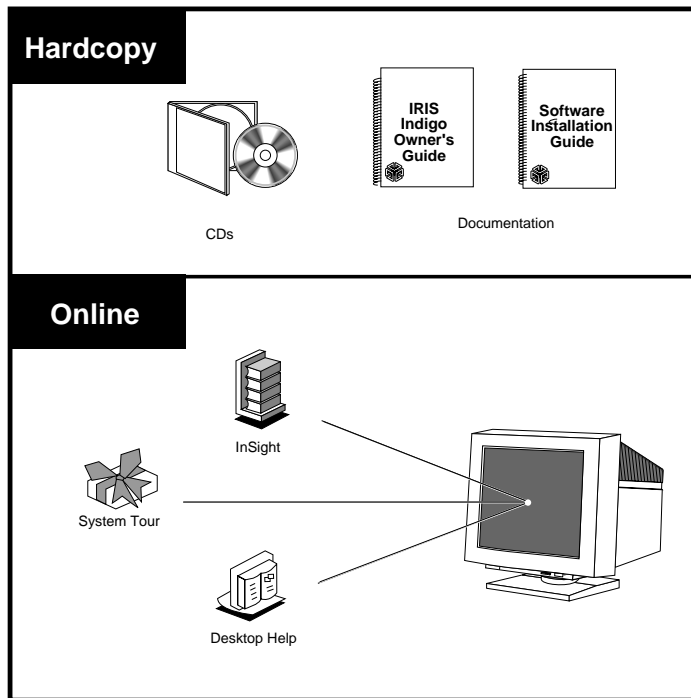 Hardcopy
IRIS
Indigo
Owner's
Guide
Software
Installation
Guide
CDs
Documentation
Online
InSight
System Tour
Desktop Help